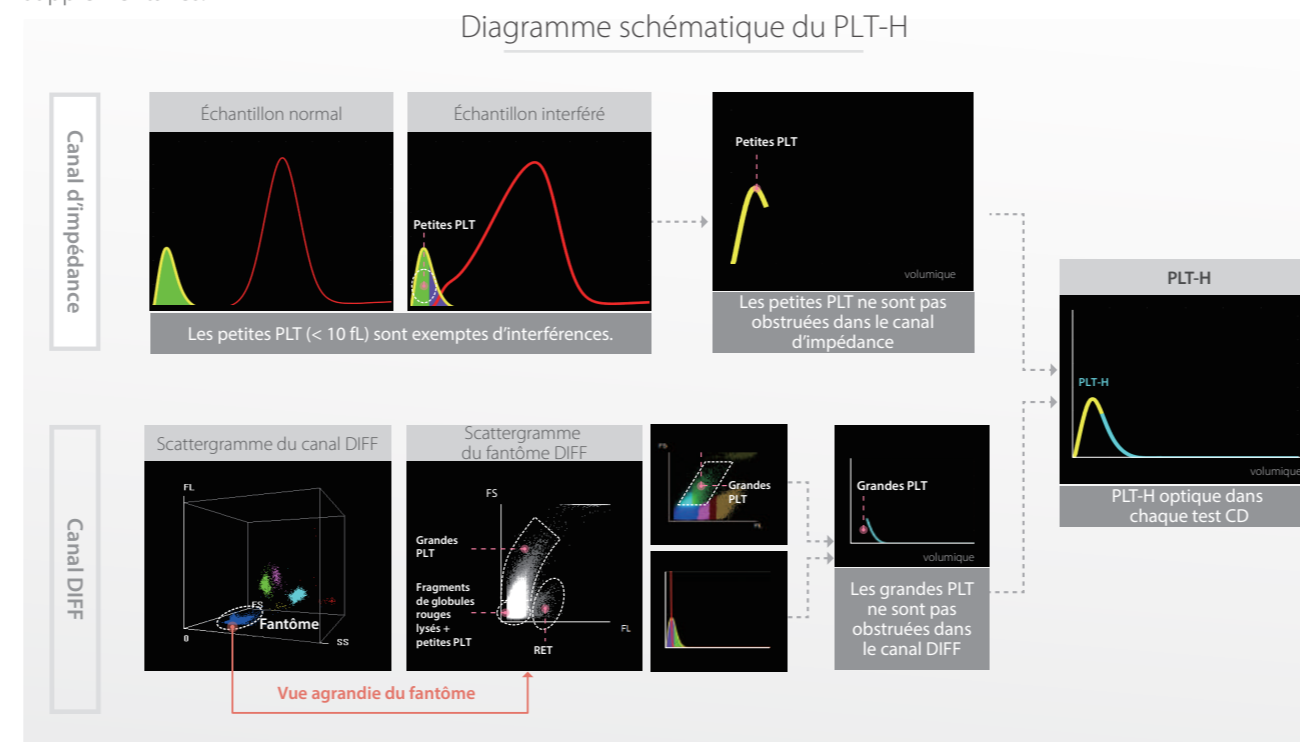 Diagramme schématique du PLT-H
Canal d'impédance
Échantillon normal
Échantillon interféré
Petites PLT
Les petites PLT (< 10 fL) sont exemptes d'interférences.
Petites PLT
volumique
Les petites PLT ne sont pas
obstruées dans le canal
d'impédance
PLT-H
PLT-H
volumique
PLT-H optique dans
chaque test CD
Canal DIFF
Scattergramme du canal DIFF
FL
FS
Fantôme
0
SS
Vue agrandie du fantôme
Scattergramme
du fantôme DIFF
FS
Grandes
PLT
Fragments
de globules
rouges
lysés +
petites PLT
RET
FL
FS
Grandes
PLT
FL
Grandes PLT
volumique
Les grandes PLT
ne sont pas
obstruées dans
le canal DIFF